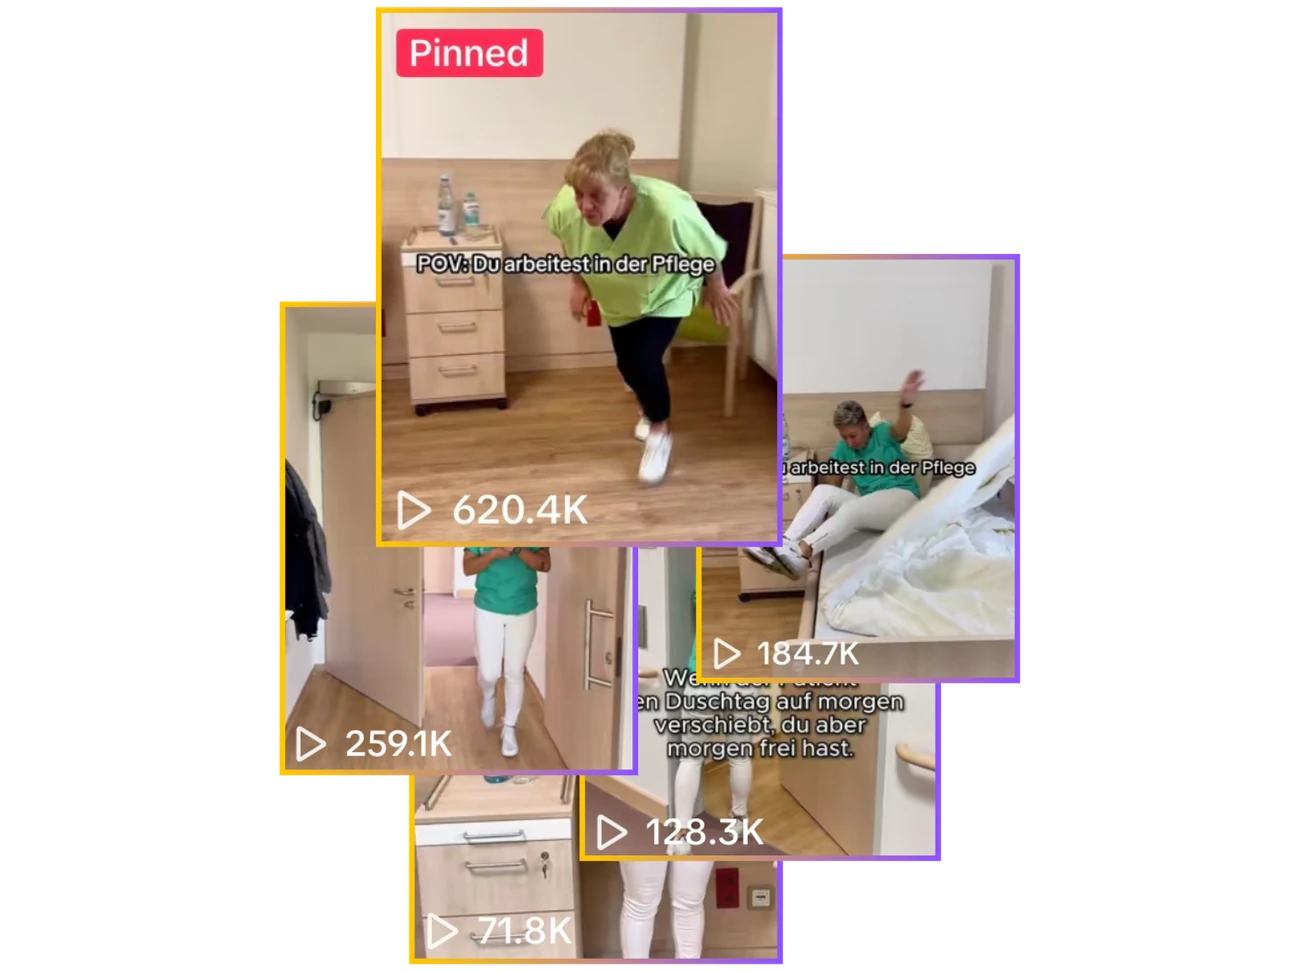 Pinned
POV: Du arbeitest in der Pflege
620.4K
arbeitest in der Pflege
184.7K
259.1K
Duschtag auf morgen
verschiebt, du aber
morgen frei hast.
128.3K
71.8K